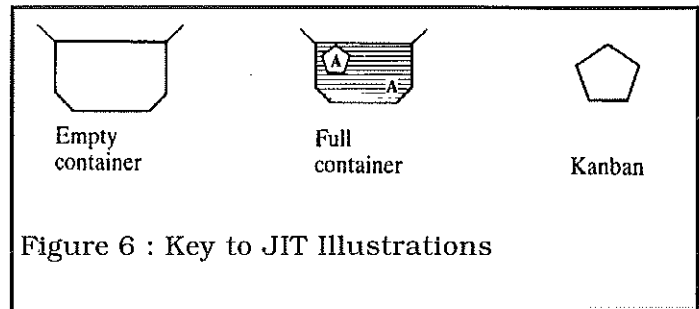 A
A
Empty
container
Full
container
Kanban
Figure 6 : Key to JIT Illustrations